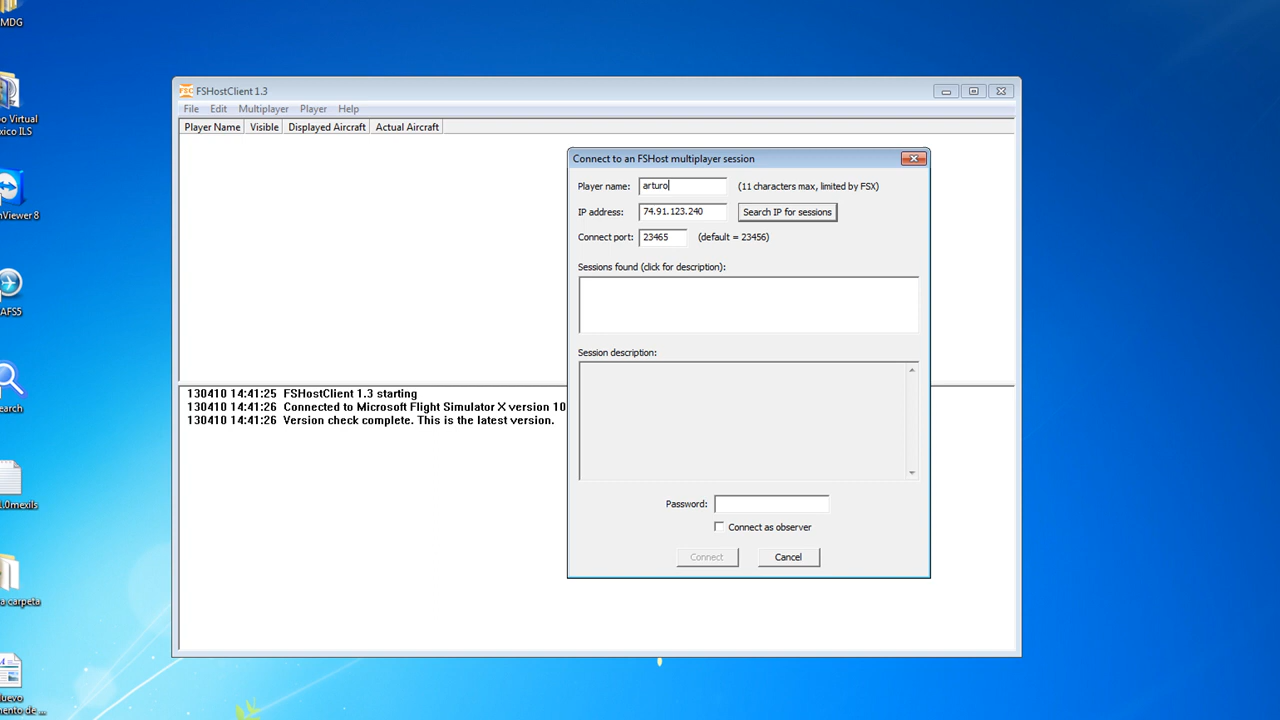 MDG
FSHostClient 1.3
File Edit Multiplayer Player Help
Player Name Visible Displayed Aircraft Actual Aircraft
Connect to an FSHost multiplayer session
Player name: arturo (11 characters max, limited by FSX)
IP address: 74.91.123.240 Search IP for sessions
Connect port: 23465 (default = 23456)
Sessions found (click for description):
Session description:
Password:
Connect as observer
Connect Cancel
130410 14:41:25 FSHostClient 1.3 starting
130410 14:41:26 Connected to Microsoft Flight Simulator X version 10
130410 14:41:26 Version check complete. This is the latest version.
po Virtual
xico ILS
nViewer 8
AFS5
earch
1.0mexils
a carpeta
uevo
mento de ...